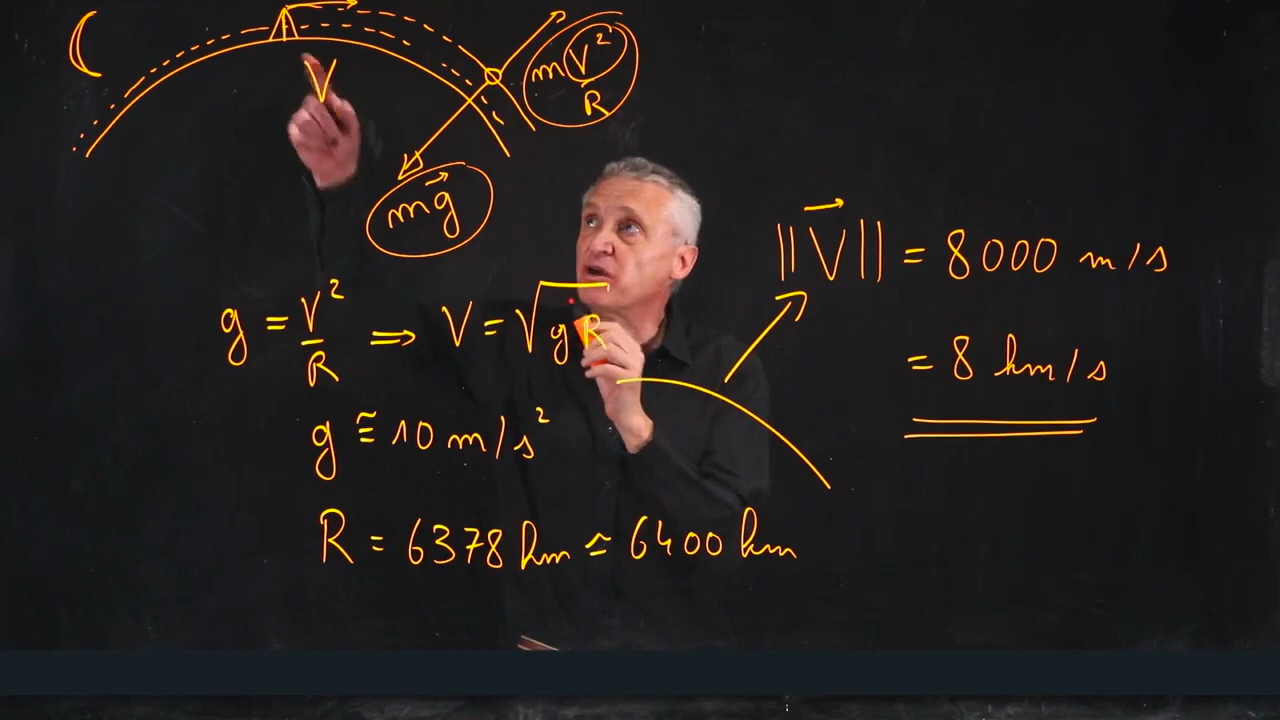 V
m V²/R
mg⃗
||V⃗|| = 8000 m/s
= 8 km/s
g = V²/R ⇒ V = √gR
g ≅ 10 m/s²
R = 6378 km ≃ 6400 km